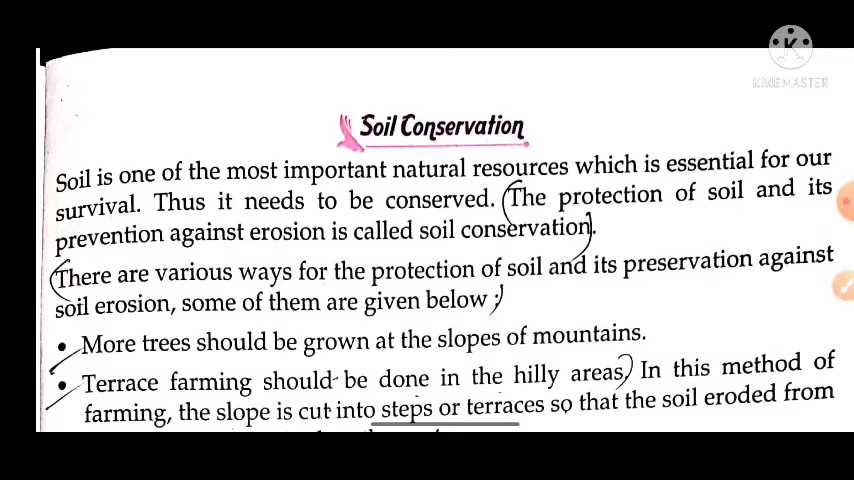 KINEMASTER
Soil Conservation
Soil is one of the most important natural resources which is essential for our
survival. Thus it needs to be conserved. The protection of soil and its
prevention against erosion is called soil conservation.
There are various ways for the protection of soil and its preservation against
soil erosion, some of them are given below :
• More trees should be grown at the slopes of mountains.
• Terrace farming should be done in the hilly areas. In this method of
farming, the slope is cut into steps or terraces so that the soil eroded from